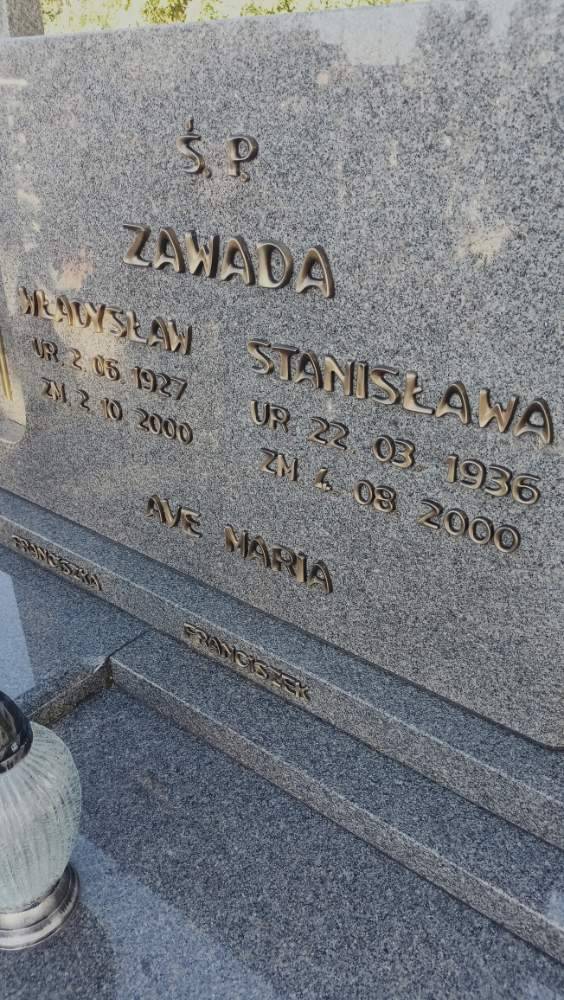 Ś. P.
ZAWADA
WŁADYSŁAW
UR. 2. 06. 1927
ZM. 2 10. 2000
STANISŁAWA
UR. 22. 03. 1936
ZM 4. 08. 2000
AVE MARIA
FRANCISZKA
FRANCISZEK